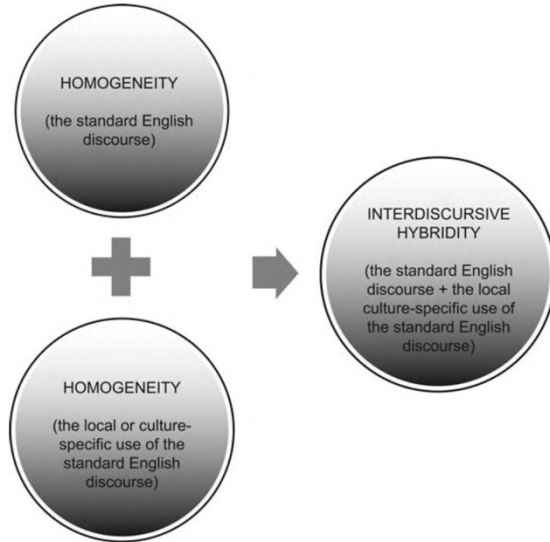 HOMOGENEITY
(the standard English
discourse)
HOMOGENEITY
(the local or culture-
specific use of the
standard English
discourse)
INTERDISCURSIVE
HYBRIDITY
(the standard English
discourse + the local
culture-specific use of
the standard English
discourse)